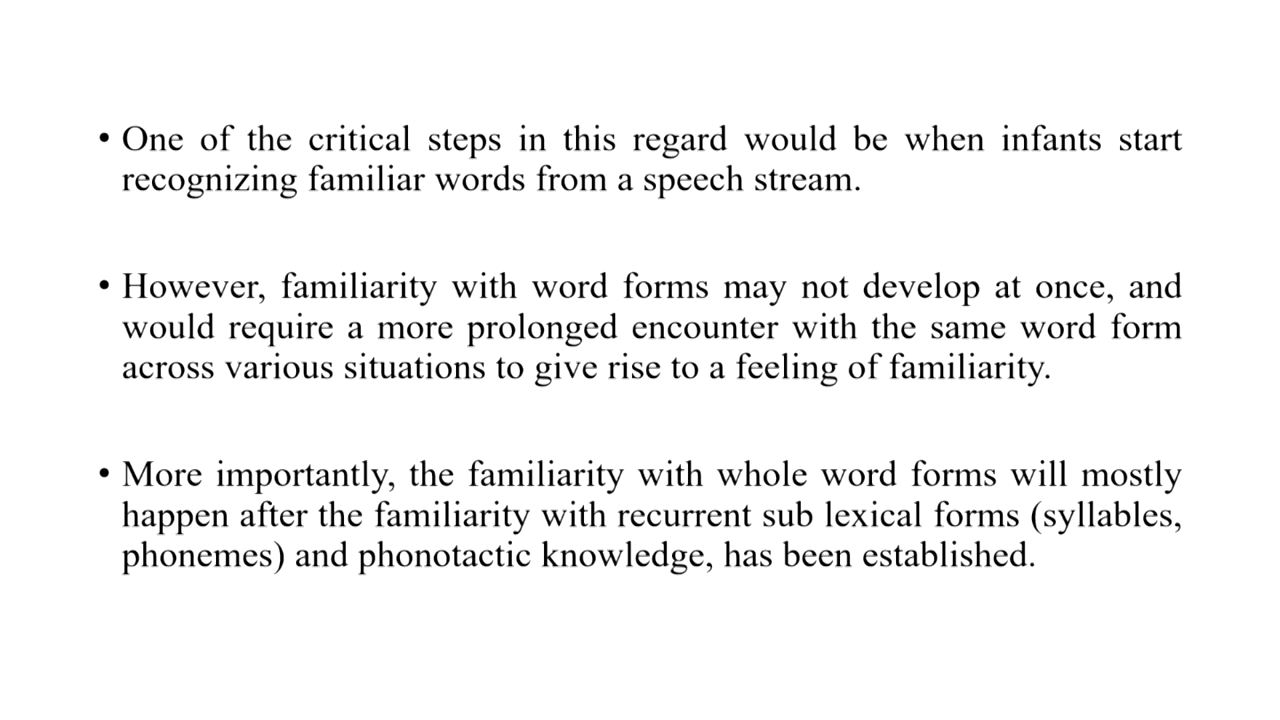 • One of the critical steps in this regard would be when infants start
recognizing familiar words from a speech stream.
• However, familiarity with word forms may not develop at once, and
would require a more prolonged encounter with the same word form
across various situations to give rise to a feeling of familiarity.
• More importantly, the familiarity with whole word forms will mostly
happen after the familiarity with recurrent sub lexical forms (syllables,
phonemes) and phonotactic knowledge, has been established.